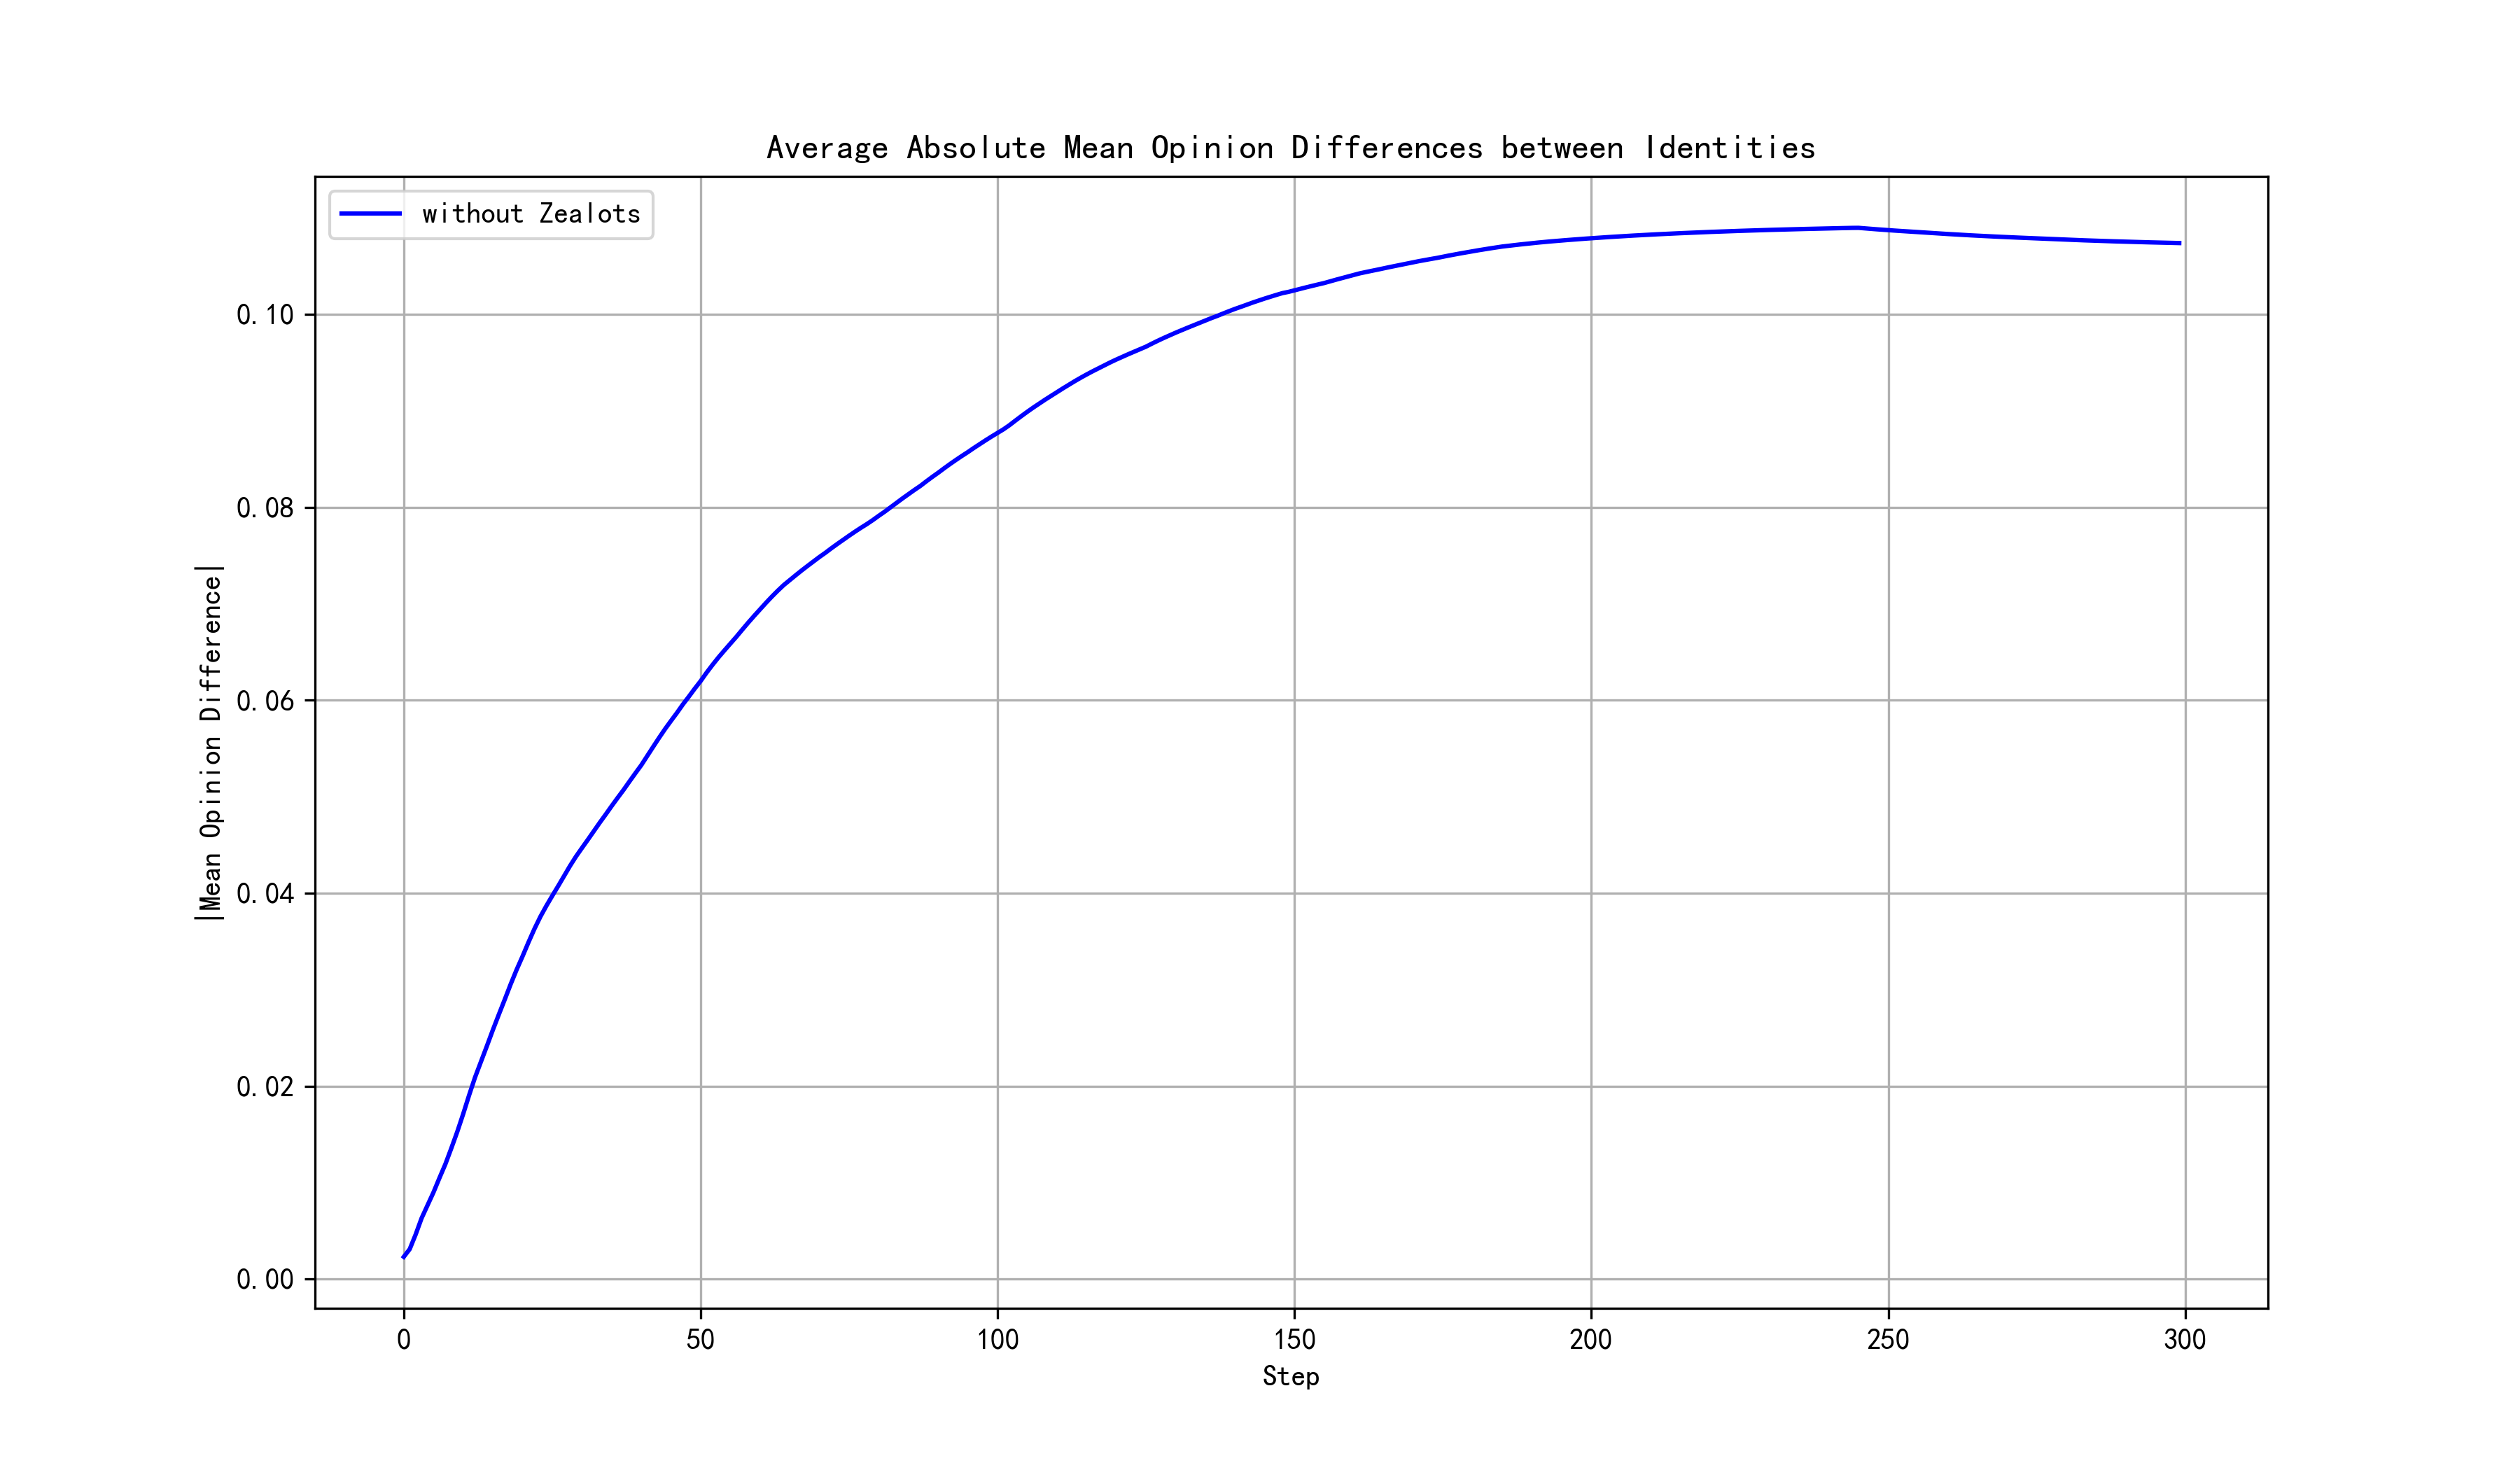 Average Absolute Mean Opinion Differences between Identities
without Zealots
|Mean Opinion Difference|
0.10
0.08
0.06
0.04
0.02
0.00
0 50 100 150 200 250 300
Step